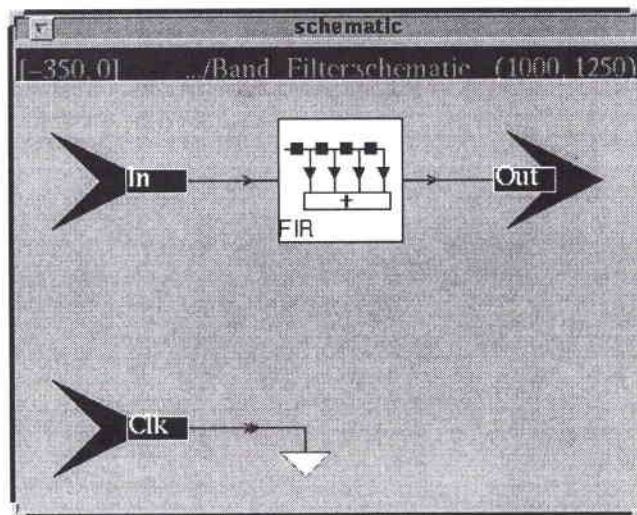 schematic
[-350, 0] .../Band_Filter:schematic (1000, 1250)
In
Out
+
FIR
Clk